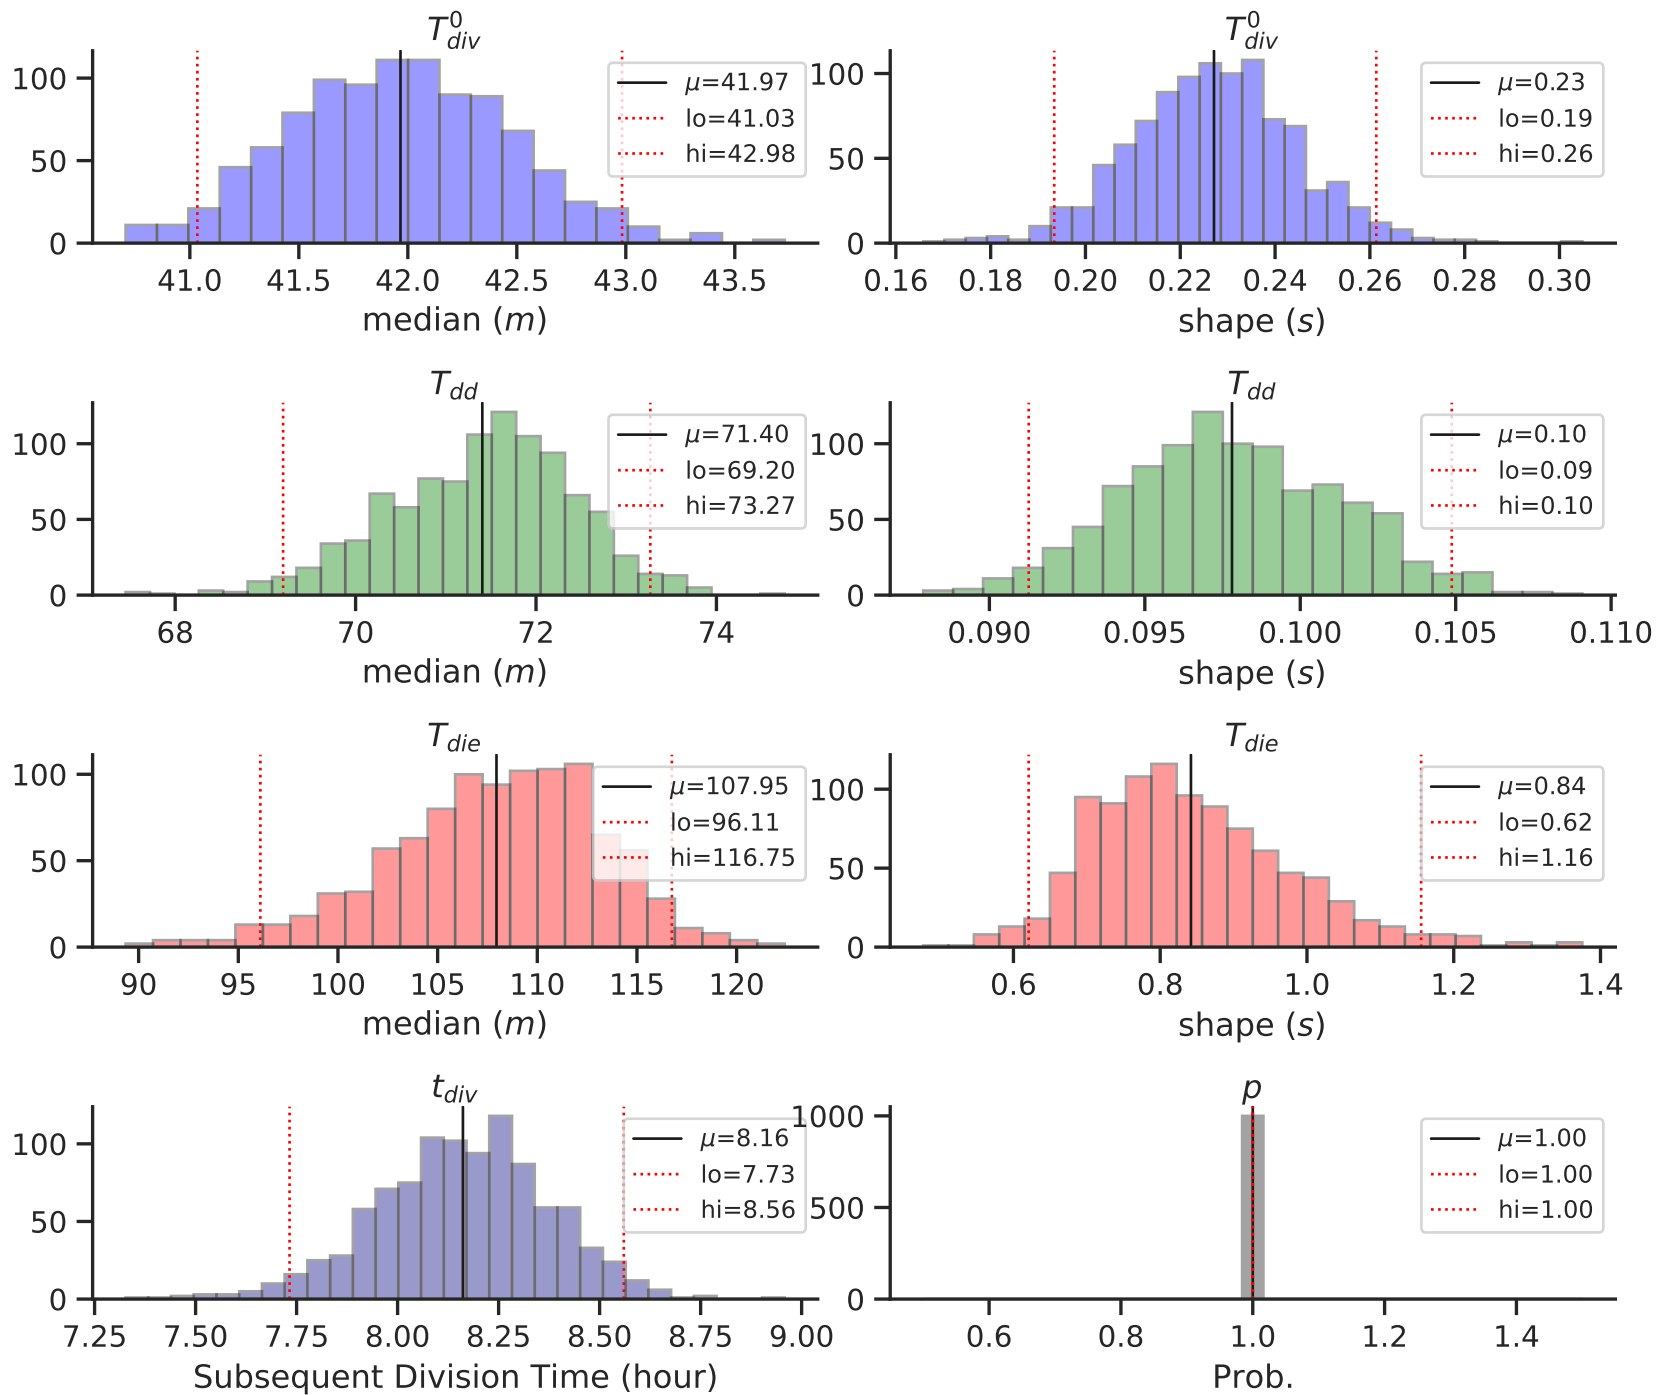 T⁰div
100
50
0
41.0 41.5 42.0 42.5 43.0 43.5
median (m)
μ=41.97
lo=41.03
hi=42.98
T⁰div
100
50
0
0.16 0.18 0.20 0.22 0.24 0.26 0.28 0.30
shape (s)
μ=0.23
lo=0.19
hi=0.26
Tdd
100
50
0
68 70 72 74
median (m)
μ=71.40
lo=69.20
hi=73.27
Tdd
100
50
0
0.090 0.095 0.100 0.105 0.110
shape (s)
μ=0.10
lo=0.09
hi=0.10
Tdie
100
50
0
90 95 100 105 110 115 120
median (m)
μ=107.95
lo=96.11
hi=116.75
Tdie
100
50
0
0.6 0.8 1.0 1.2 1.4
shape (s)
μ=0.84
lo=0.62
hi=1.16
tdiv
100
50
0
7.25 7.50 7.75 8.00 8.25 8.50 8.75 9.00
Subsequent Division Time (hour)
μ=8.16
lo=7.73
hi=8.56
p
1000
500
0
0.6 0.8 1.0 1.2 1.4
Prob.
μ=1.00
lo=1.00
hi=1.00